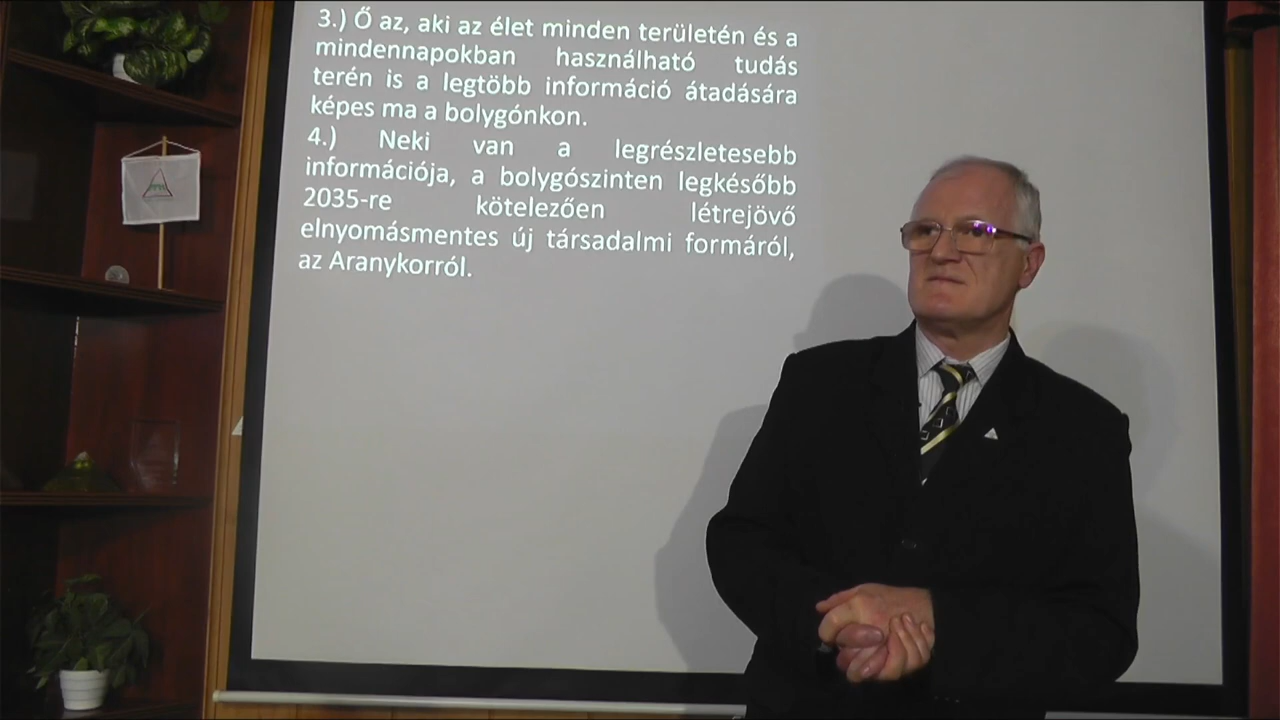 3.) Ő az, aki az élet minden területén és a
mindennapokban használható tudás
terén is a legtöbb információ átadására
képes ma a bolygónkon.
4.) Neki van a legrészletesebb
információja, a bolygószinten legkésőbb
2035-re kötelezően létrejövő
elnyomásmentes új társadalmi formáról,
az Aranykorról.